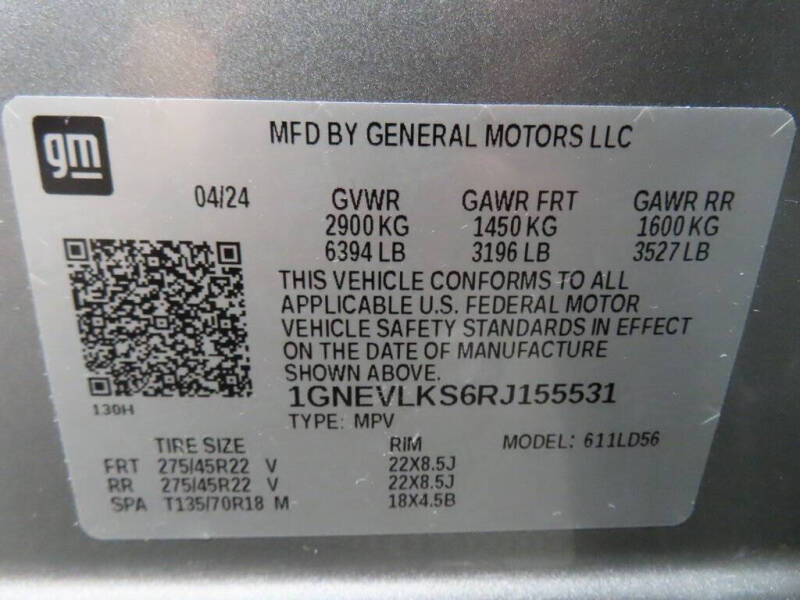 gm
MFD BY GENERAL MOTORS LLC
04/24 GVWR GAWR FRT GAWR RR
2900 KG 1450 KG 1600 KG
6394 LB 3196 LB 3527 LB
THIS VEHICLE CONFORMS TO ALL
APPLICABLE U.S. FEDERAL MOTOR
VEHICLE SAFETY STANDARDS IN EFFECT
ON THE DATE OF MANUFACTURE
SHOWN ABOVE.
1GNEVLKS6RJ155531
130H
TYPE: MPV
TIRE SIZE RIM MODEL: 611LD56
FRT 275/45R22 V 22X8.5J
RR 275/45R22 V 22X8.5J
SPA T135/70R18 M 18X4.5B